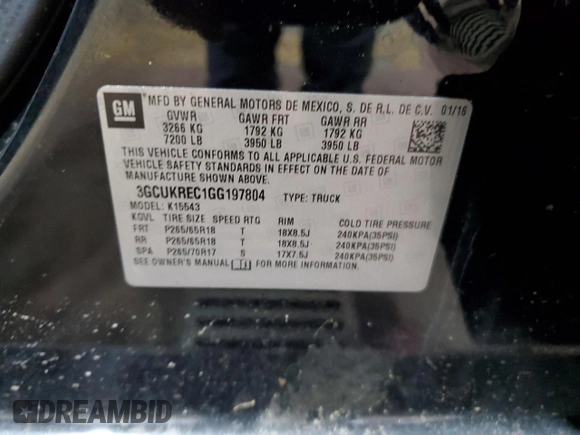 GM
MFD BY GENERAL MOTORS DE MEXICO, S. DE R.L. DE C.V. 01/16
GVWR GAWR FRT GAWR RR
3266 KG 1792 KG 1792 KG
7200 LB 3950 LB 3950 LB
THIS VEHICLE CONFORMS TO ALL APPLICABLE U.S. FEDERAL MOTOR
VEHICLE SAFETY STANDARDS IN EFFECT ON THE DATE OF
MANUFACTURE SHOWN ABOVE.
3GCUKREC1GG197804 TYPE: TRUCK
MODEL: K15543
KGVL TIRE SIZE SPEED RTG RIM COLD TIRE PRESSURE
FRT P265/65R18 T 18X8.5J 240KPA(35PSI)
RR P265/65R18 T 18X8.5J 240KPA(35PSI)
SPA P265/70R17 S 17X7.5J 240KPA(35PSI)
SEE OWNER'S MANUAL FOR MORE INFORMATION.
DREAMBID